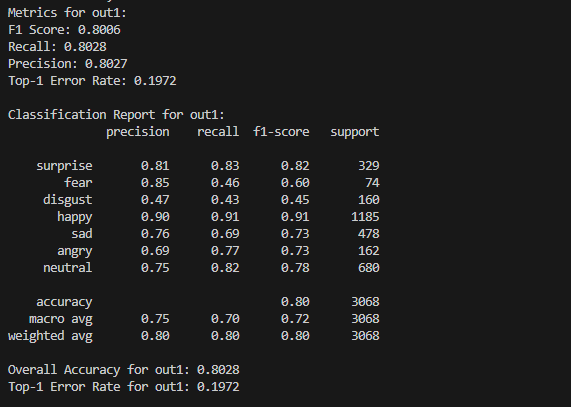 Metrics for out1:
F1 Score: 0.8006
Recall: 0.8028
Precision: 0.8027
Top-1 Error Rate: 0.1972
Classification Report for out1:
precision recall f1-score support
surprise 0.81 0.83 0.82 329
fear 0.85 0.46 0.60 74
disgust 0.47 0.43 0.45 160
happy 0.90 0.91 0.91 1185
sad 0.76 0.69 0.73 478
angry 0.69 0.77 0.73 162
neutral 0.75 0.82 0.78 680
accuracy 0.80 3068
macro avg 0.75 0.70 0.72 3068
weighted avg 0.80 0.80 0.80 3068
Overall Accuracy for out1: 0.8028
Top-1 Error Rate for out1: 0.1972